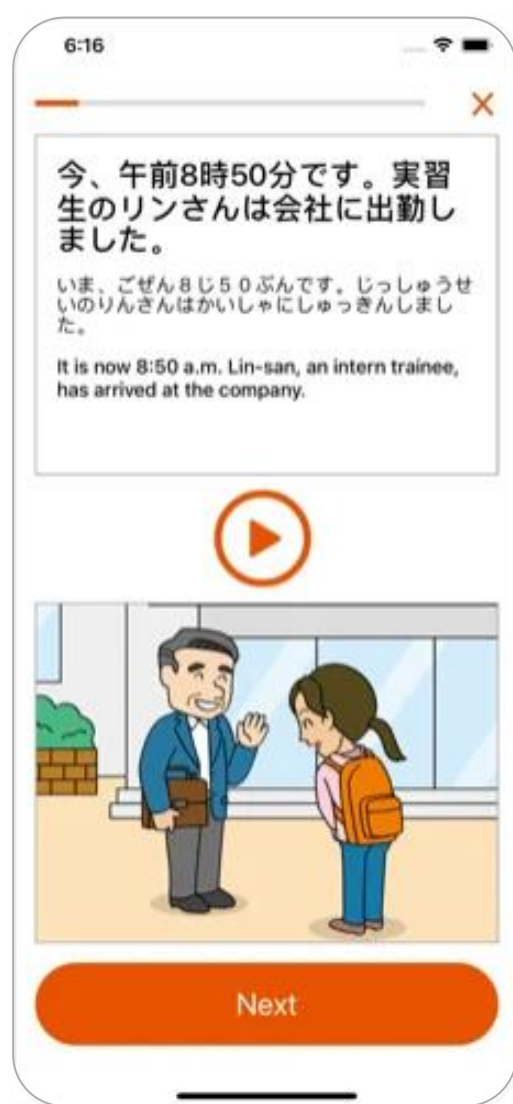 6:16
今、午前8時50分です。実習
生のリンさんは会社に出勤し
ました。
いま、ごぜん８じ５０ぷんです。じっしゅうせ
いのりんさんはかいしゃにしゅっきんしまし
た。
It is now 8:50 a.m. Lin-san, an intern trainee,
has arrived at the company.
Next